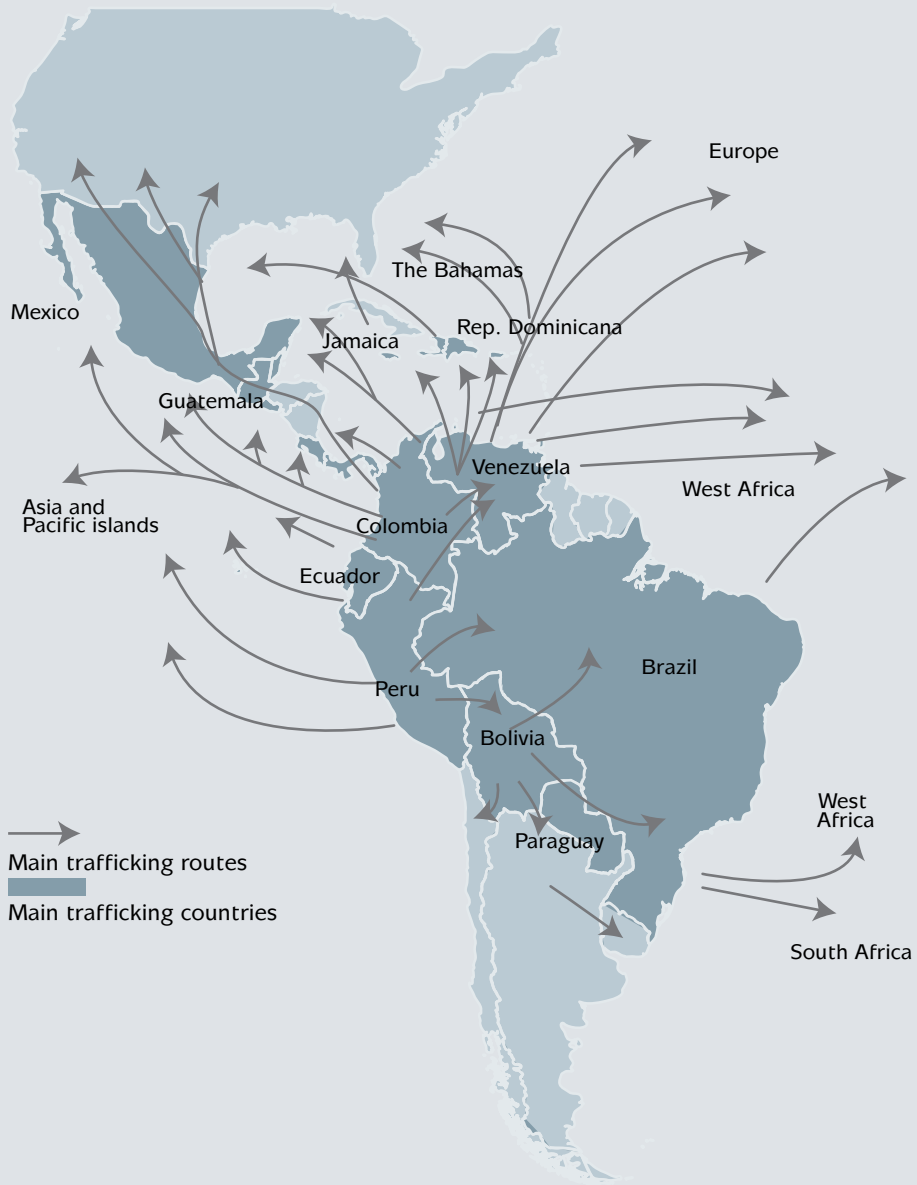 Europe
The Bahamas
Mexico
Jamaica
Rep. Dominicana
Guatemala
Venezuela
West Africa
Asia and
Pacific islands
Colombia
Ecuador
Brazil
Peru
Bolivia
West
Africa
Paraguay
Main trafficking routes
Main trafficking countries
South Africa